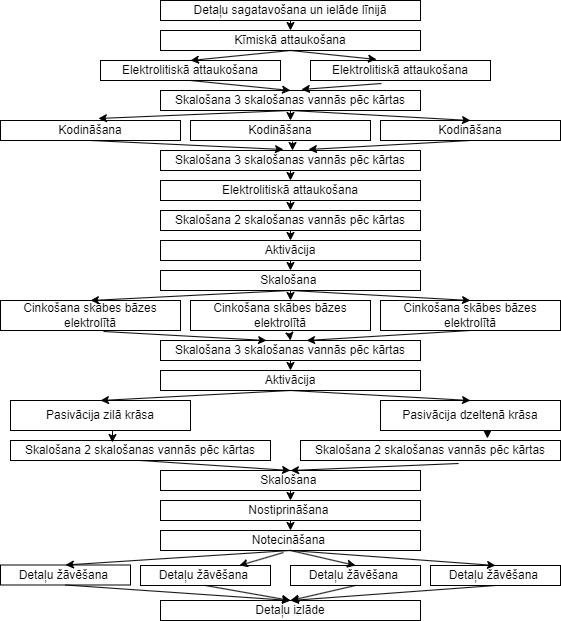 Detaļu sagatavošana un ielāde līnijā
Kīmiskā attaukošana
Elektrolitiskā attaukošana
Elektrolitiskā attaukošana
Skalošana 3 skalošanas vannās pēc kārtas
Kodināšana
Kodināšana
Kodināšana
Skalošana 3 skalošanas vannās pēc kārtas
Elektrolitiskā attaukošana
Skalošana 2 skalošanas vannās pēc kārtas
Aktivācija
Skalošana
Cinkošana skābes bāzes
elektrolītā
Cinkošana skābes bāzes
elektrolītā
Cinkošana skābes bāzes
elektrolītā
Skalošana 3 skalošanas vannās pēc kārtas
Aktivācija
Pasivācija zilā krāsa
Pasivācija dzeltenā krāsa
Skalošana 2 skalošanas vannās pēc kārtas
Skalošana 2 skalošanas vannās pēc kārtas
Skalošana
Nostiprināšana
Notecināšana
Detaļu žāvēšana
Detaļu žāvēšana
Detaļu žāvēšana
Detaļu žāvēšana
Detaļu izlāde